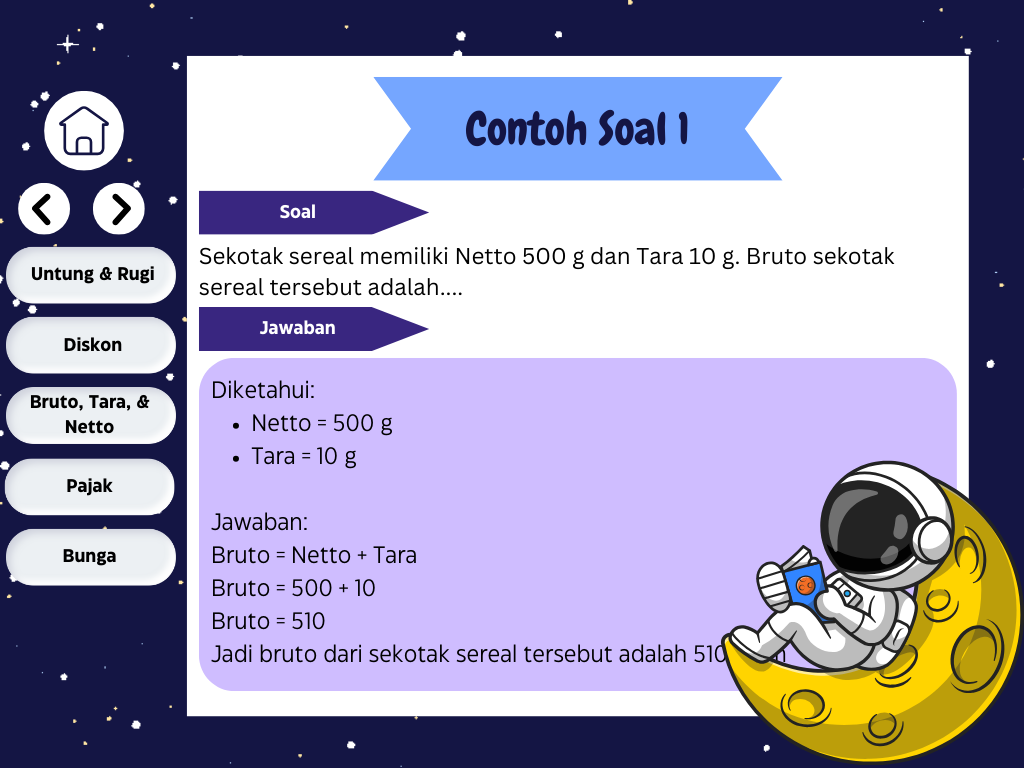 Contoh Soal 1
Soal
Sekotak sereal memiliki Netto 500 g dan Tara 10 g. Bruto sekotak
sereal tersebut adalah....
Jawaban
Diketahui:
• Netto = 500 g
• Tara = 10 g
Jawaban:
Bruto = Netto + Tara
Bruto = 500 + 10
Bruto = 510
Jadi bruto dari sekotak sereal tersebut adalah 510
Untung & Rugi
Diskon
Bruto, Tara, &
Netto
Pajak
Bunga